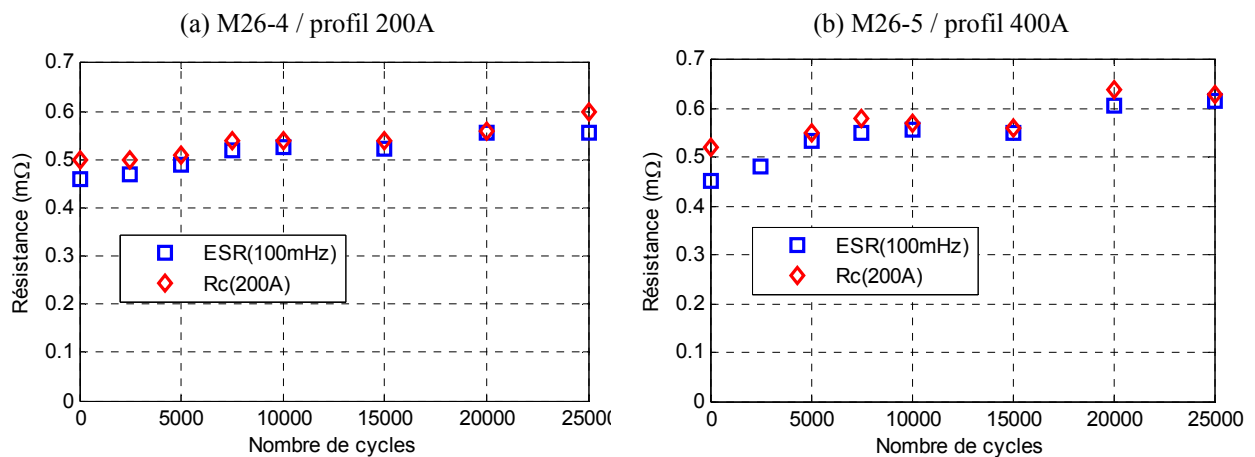 (a) M26-4 / profil 200A
0.7
0.6
0.5
0.4
0.3
0.2
0.1
0
Résistance (mΩ)
ESR(100mHz)
Rc(200A)
0 5000 10000 15000 20000 25000
Nombre de cycles
(b) M26-5 / profil 400A
0.7
0.6
0.5
0.4
0.3
0.2
0.1
0
Résistance (mΩ)
ESR(100mHz)
Rc(200A)
0 5000 10000 15000 20000 25000
Nombre de cycles